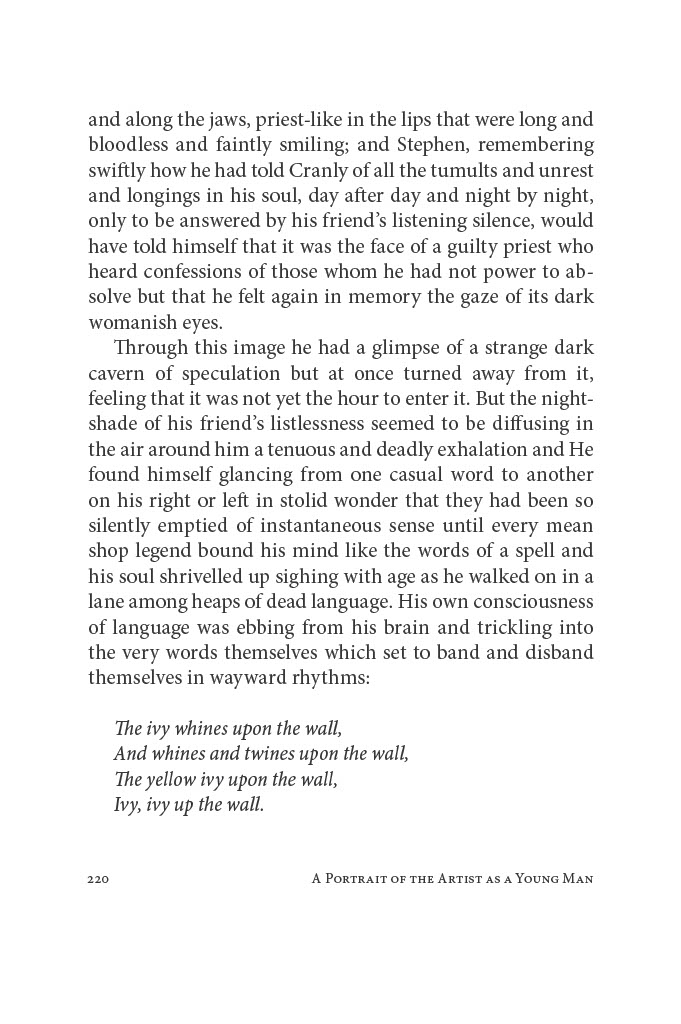 and along the jaws, priest-like in the lips that were long and
bloodless and faintly smiling; and Stephen, remembering
swiftly how he had told Cranly of all the tumults and unrest
and longings in his soul, day after day and night by night,
only to be answered by his friend’s listening silence, would
have told himself that it was the face of a guilty priest who
heard confessions of those whom he had not power to ab-
solve but that he felt again in memory the gaze of its dark
womanish eyes.
Through this image he had a glimpse of a strange dark
cavern of speculation but at once turned away from it,
feeling that it was not yet the hour to enter it. But the night-
shade of his friend’s listlessness seemed to be diffusing in
the air around him a tenuous and deadly exhalation and He
found himself glancing from one casual word to another
on his right or left in stolid wonder that they had been so
silently emptied of instantaneous sense until every mean
shop legend bound his mind like the words of a spell and
his soul shrivelled up sighing with age as he walked on in a
lane among heaps of dead language. His own consciousness
of language was ebbing from his brain and trickling into
the very words themselves which set to band and disband
themselves in wayward rhythms:
The ivy whines upon the wall,
And whines and twines upon the wall,
The yellow ivy upon the wall,
Ivy, ivy up the wall.
220 A Portrait of the Artist as a Young Man